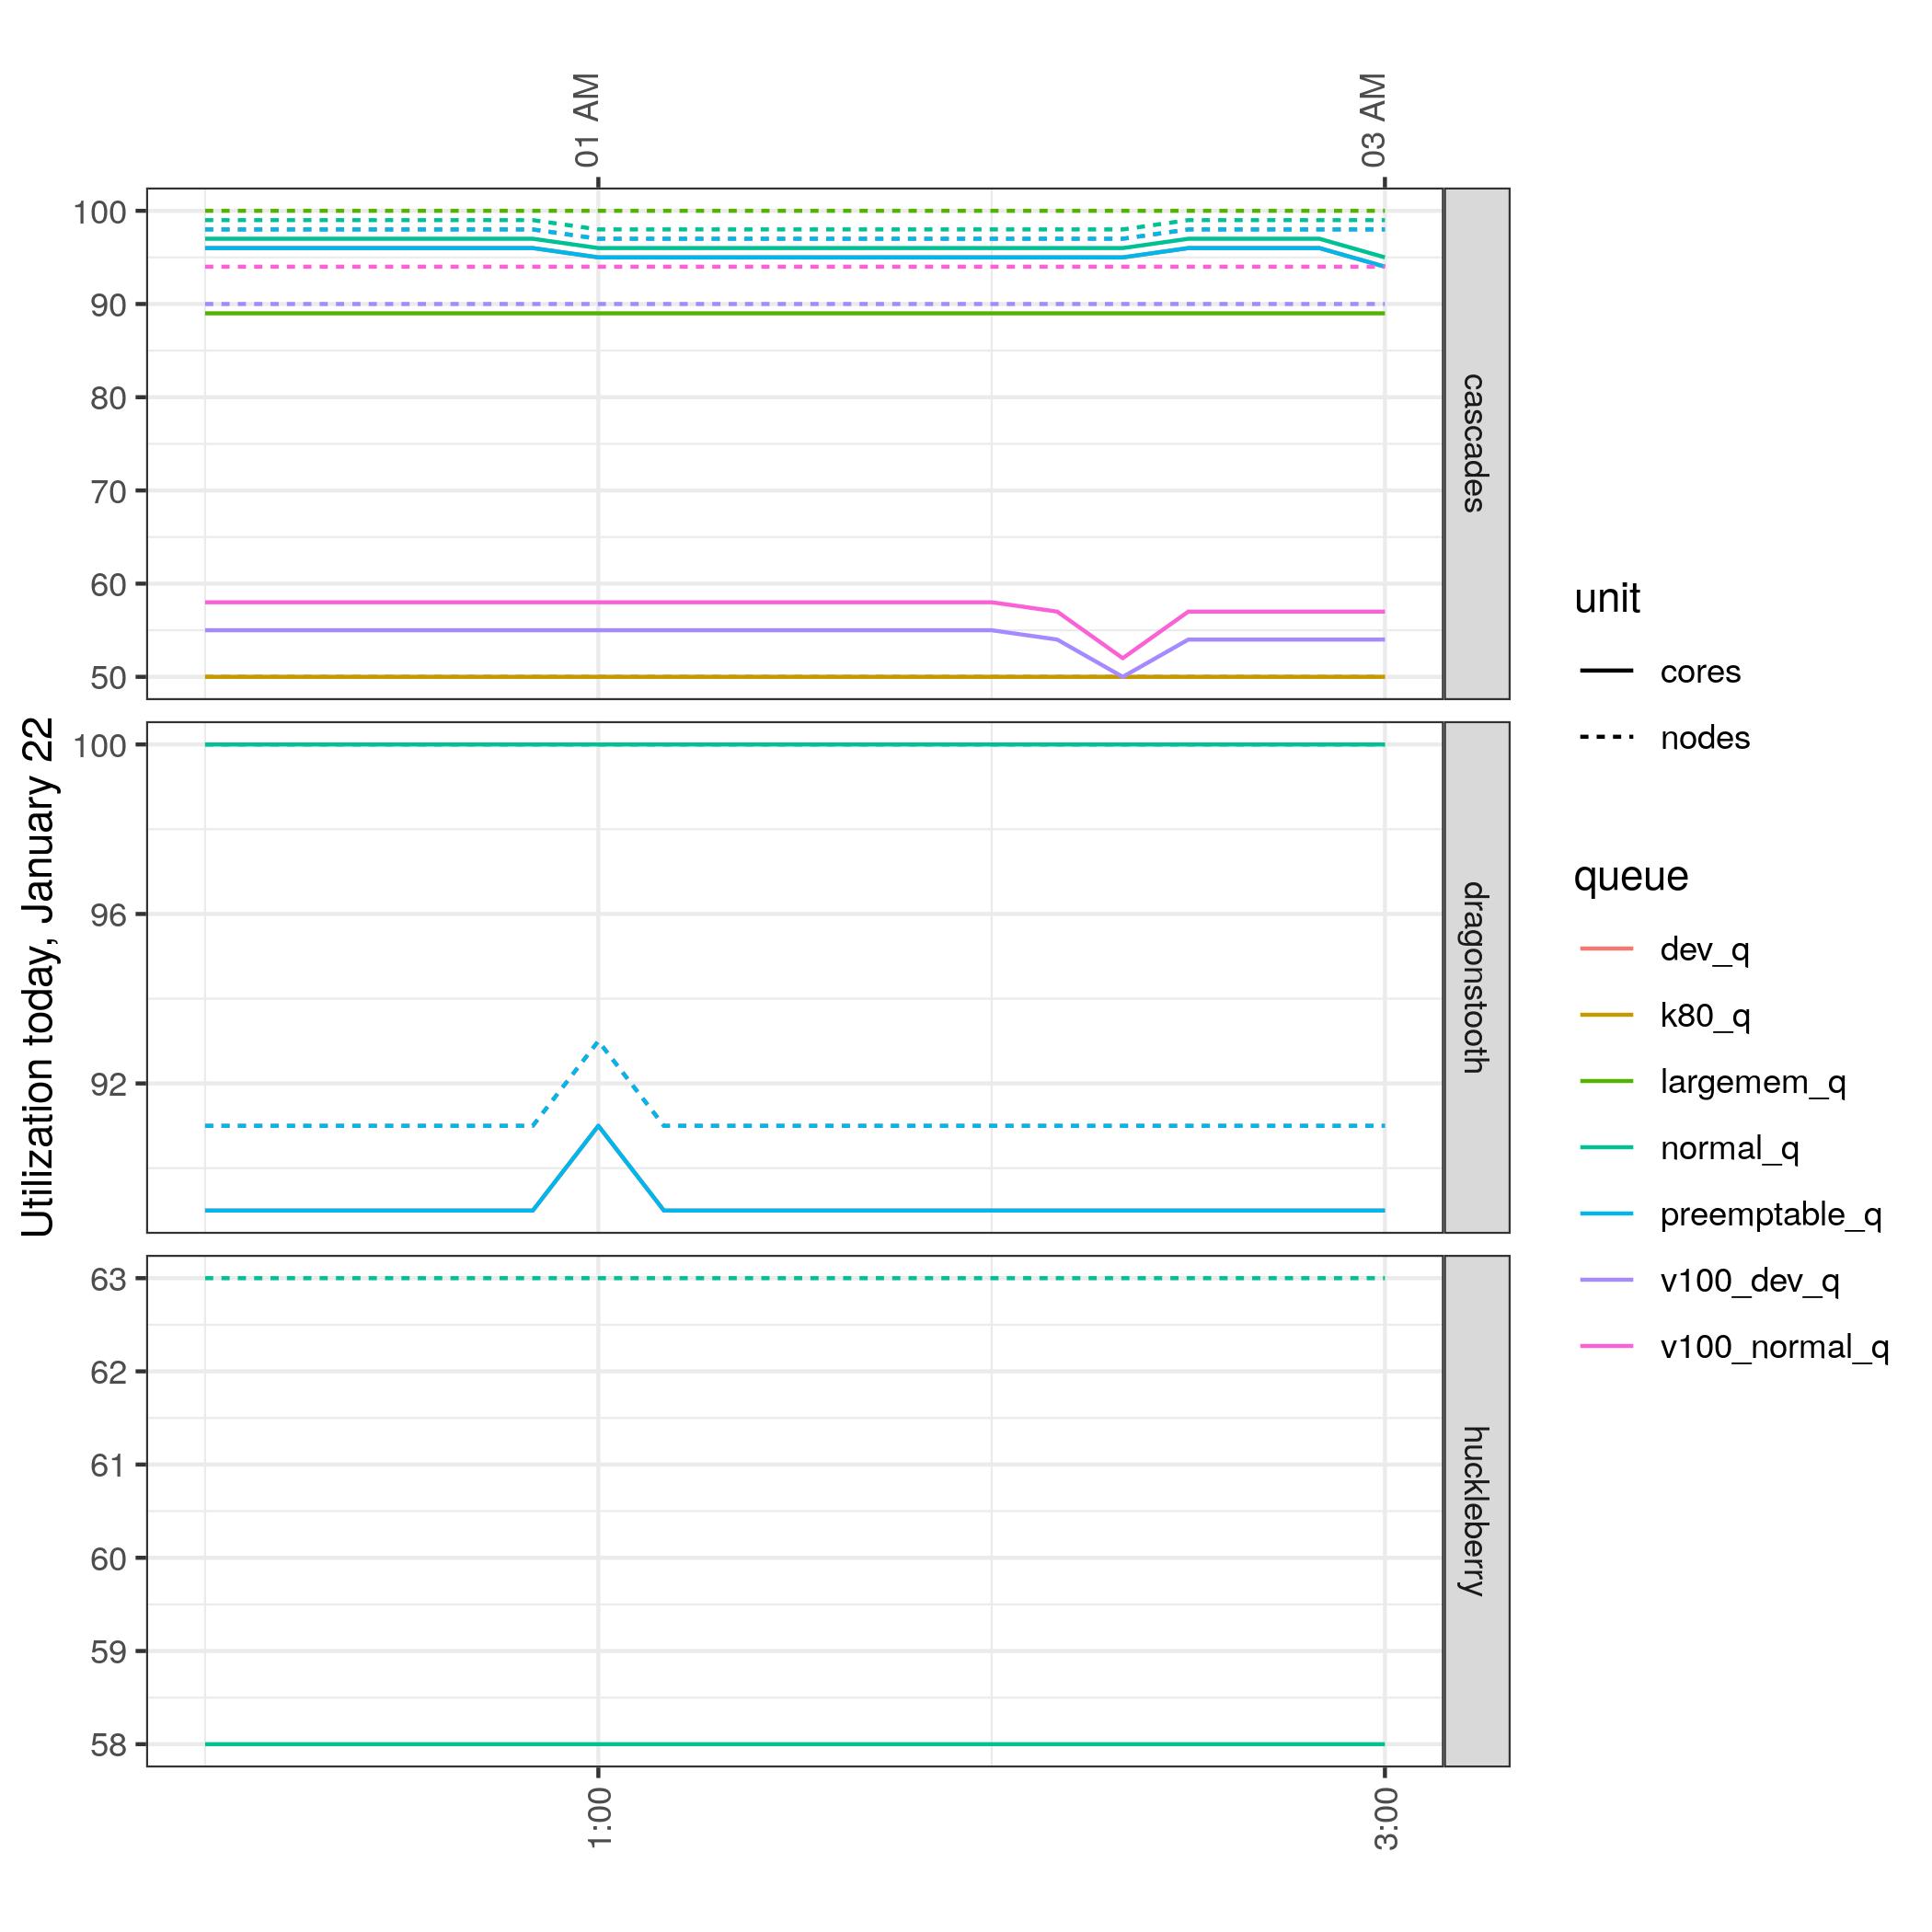 01 AM
03 AM
Utilization today, January 22
100
90
80
70
60
50
cascades
100
96
92
dragonstooth
63
62
61
60
59
58
huckleberry
1:00
3:00
unit
cores
nodes
queue
dev_q
k80_q
largemem_q
normal_q
preemptable_q
v100_dev_q
v100_normal_q